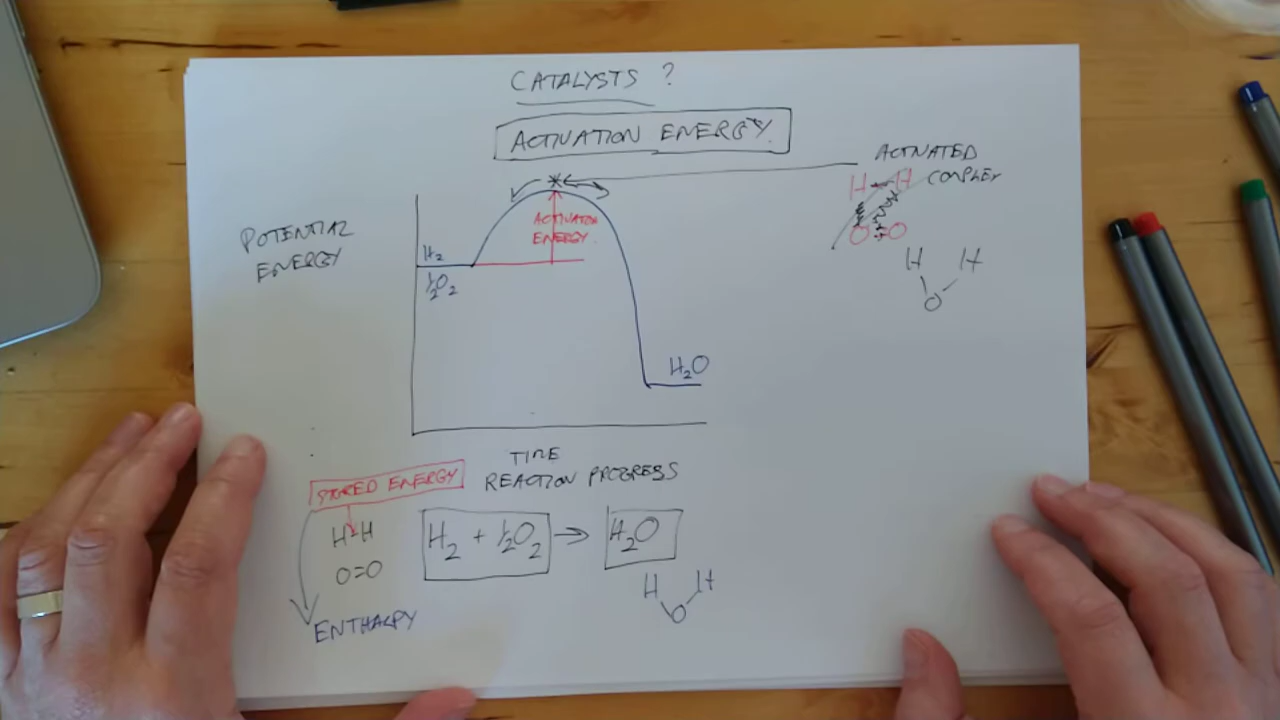 CATALYSTS ?
ACTIVATION ENERGY
ACTIVATED
COMPLEX
H H
O O
H H
O
POTENTIAL
ENERGY
ACTIVATION
ENERGY
H₂
½O₂
H₂O
TIME
REACTION PROGRESS
STORED ENERGY
H-H
O=O
ENTHALPY
H₂ + ½O₂ → H₂O
H H
O